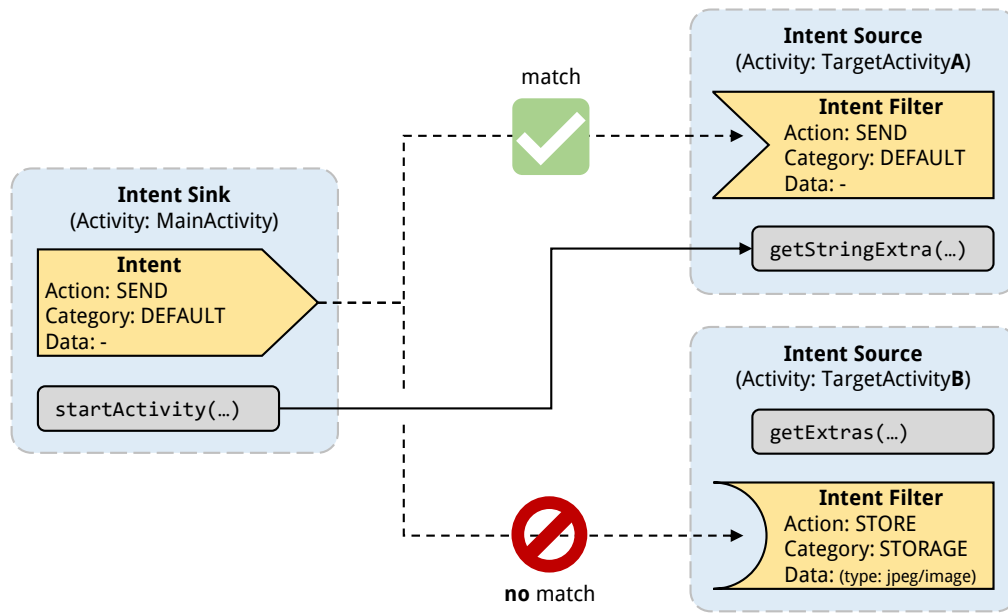 Intent Sink
(Activity: MainActivity)
Intent
Action: SEND
Category: DEFAULT
Data: -
startActivity(…)
match
no match
Intent Source
(Activity: TargetActivityA)
Intent Filter
Action: SEND
Category: DEFAULT
Data: -
getStringExtra(…)
Intent Source
(Activity: TargetActivityB)
getExtras(…)
Intent Filter
Action: STORE
Category: STORAGE
Data: (type: jpeg/image)